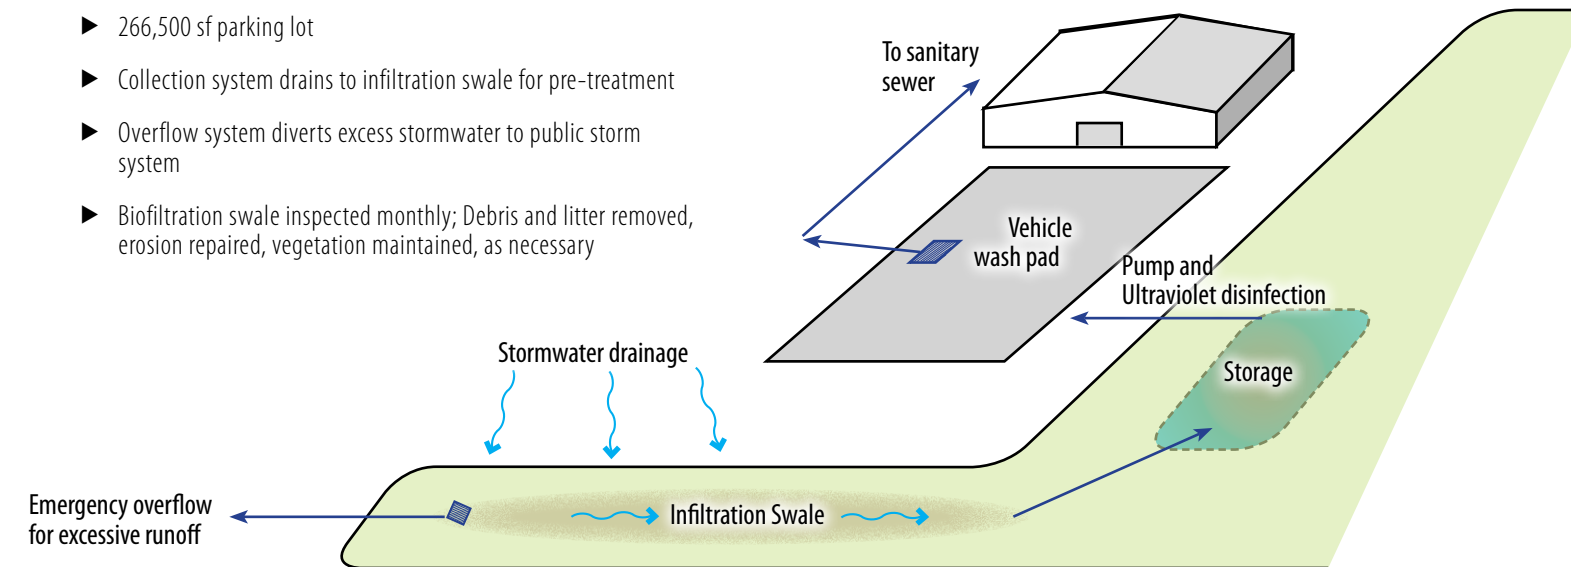 ► 266,500 sf parking lot
► Collection system drains to infiltration swale for pre-treatment
► Overflow system diverts excess stormwater to public storm
system
► Biofiltration swale inspected monthly; Debris and litter removed,
erosion repaired, vegetation maintained, as necessary
To sanitary
sewer
Vehicle
wash pad
Pump and
Ultraviolet disinfection
Storage
Stormwater drainage
Infiltration Swale
Emergency overflow
for excessive runoff